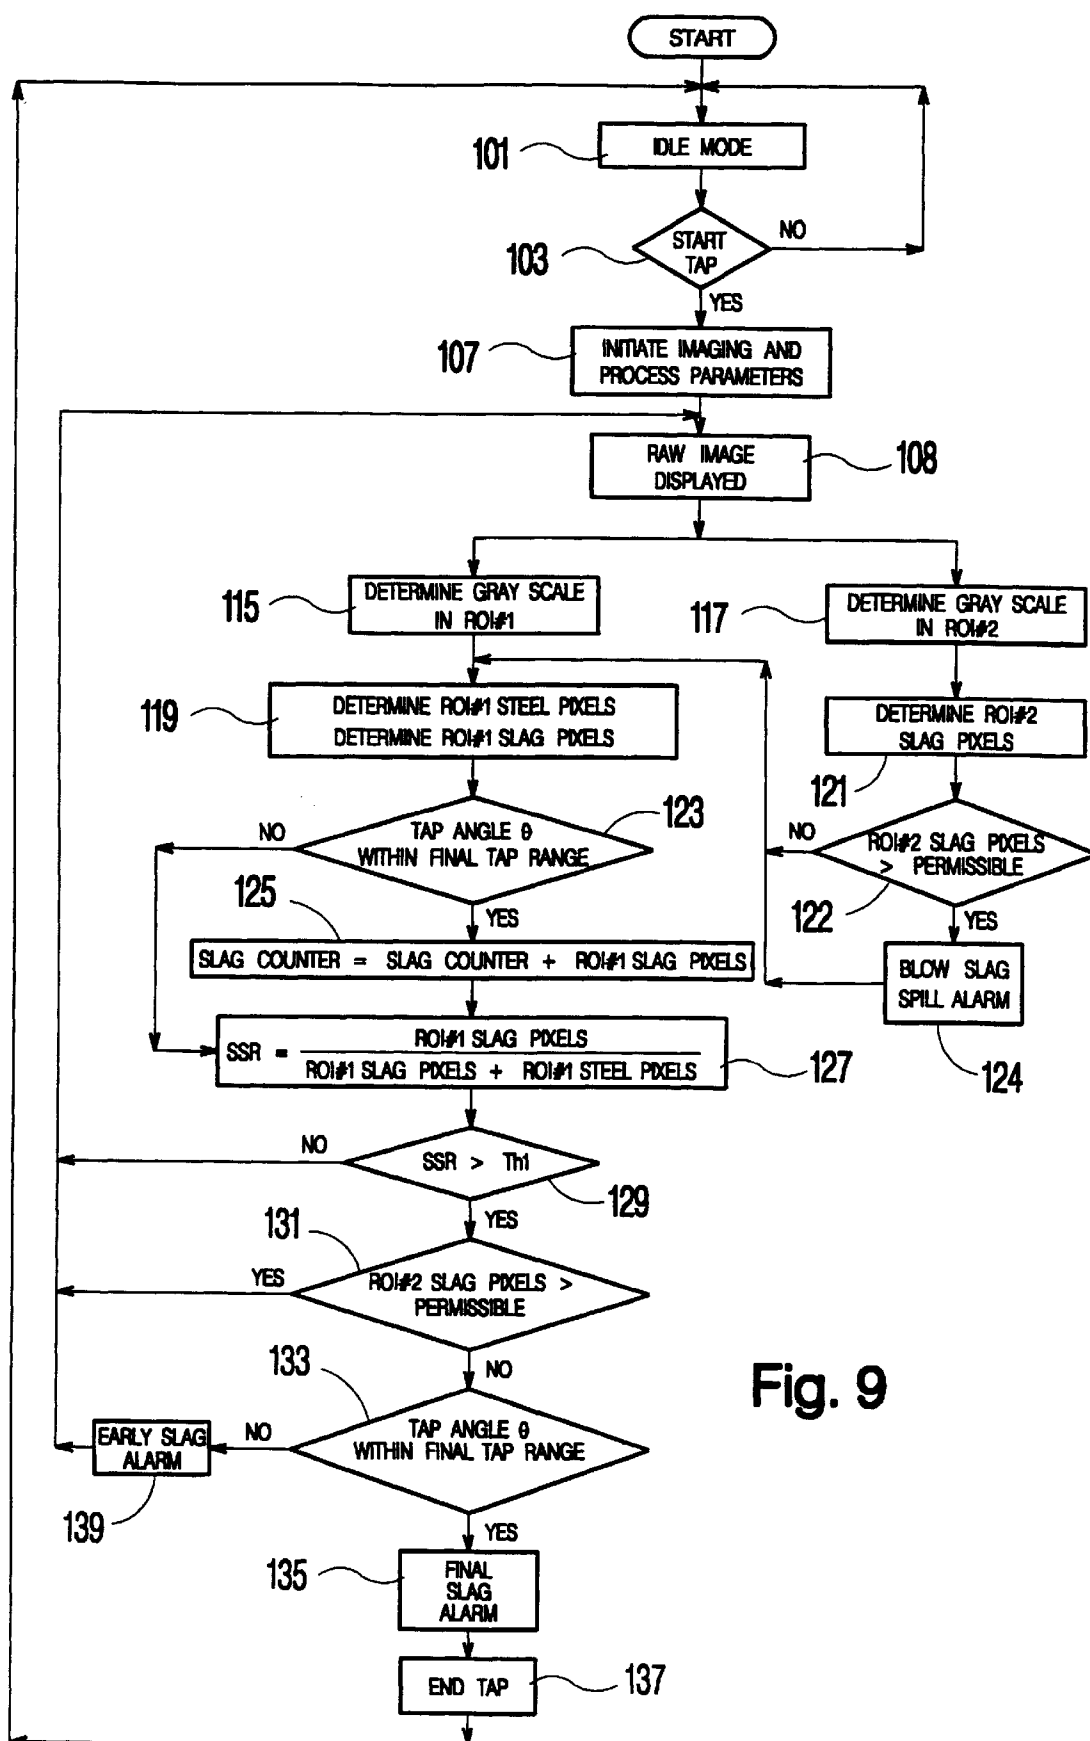 START
IDLE MODE
101
START
TAP
NO
103
YES
INITIATE IMAGING AND
PROCESS PARAMETERS
107
RAW IMAGE
DISPLAYED
108
DETERMINE GRAY SCALE
IN ROI#1
115
DETERMINE GRAY SCALE
IN ROI#2
117
DETERMINE ROI#1 STEEL PIXELS
DETERMINE ROI#1 SLAG PIXELS
119
DETERMINE ROI#2
SLAG PIXELS
121
TAP ANGLE θ
WITHIN FINAL TAP RANGE
NO
123
YES
ROI#2 SLAG PIXELS
> PERMISSIBLE
NO
122
YES
125
SLAG COUNTER = SLAG COUNTER + ROI#1 SLAG PIXELS
BLOW SLAG
SPILL ALARM
124
SSR = ROI#1 SLAG PIXELS
ROI#1 SLAG PIXELS + ROI#1 STEEL PIXELS
127
NO
SSR > Th1
129
YES
131
YES
ROI#2 SLAG PIXELS >
PERMISSIBLE
NO
133
TAP ANGLE θ
WITHIN FINAL TAP RANGE
NO
EARLY SLAG
ALARM
139
YES
FINAL
SLAG
ALARM
135
END TAP
137
Fig. 9